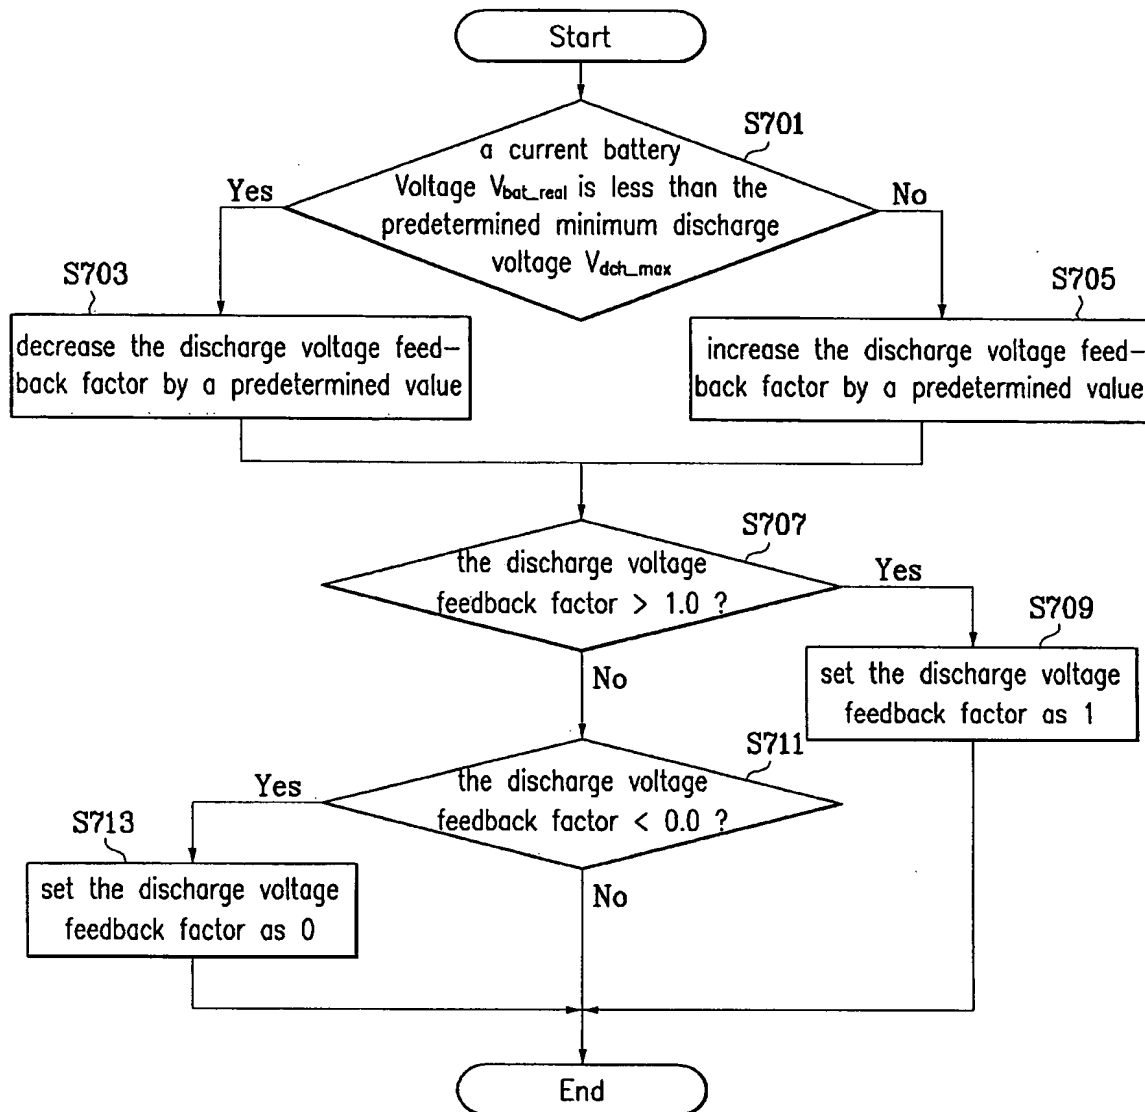 Start
S701
a current battery
Voltage Vbat_real is less than the
predetermined minimum discharge
voltage Vdch_max
Yes
No
S703
decrease the discharge voltage feed-
back factor by a predetermined value
S705
increase the discharge voltage feed-
back factor by a predetermined value
S707
the discharge voltage
feedback factor > 1.0 ?
Yes
No
S709
set the discharge voltage
feedback factor as 1
S711
the discharge voltage
feedback factor < 0.0 ?
Yes
No
S713
set the discharge voltage
feedback factor as 0
End